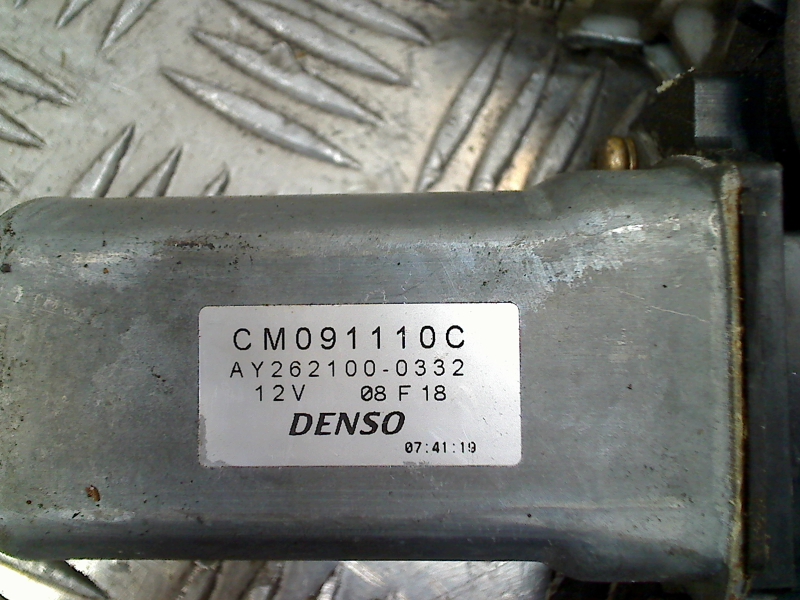 CM091110C
AY262100-0332
12V 08 F 18
DENSO
07:41:19